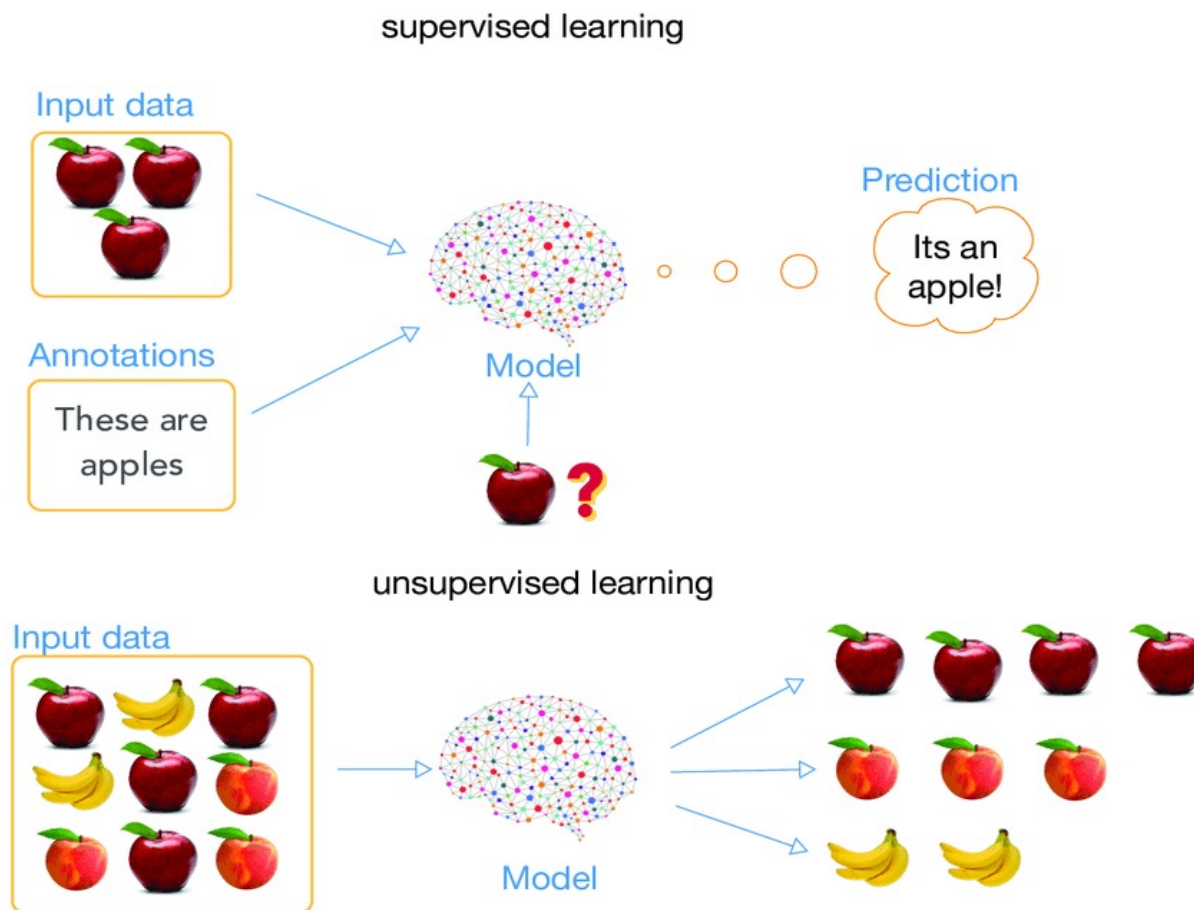 supervised learning
Input data
Prediction
Its an
apple!
Annotations
Model
These are
apples
?
unsupervised learning
Input data
Model